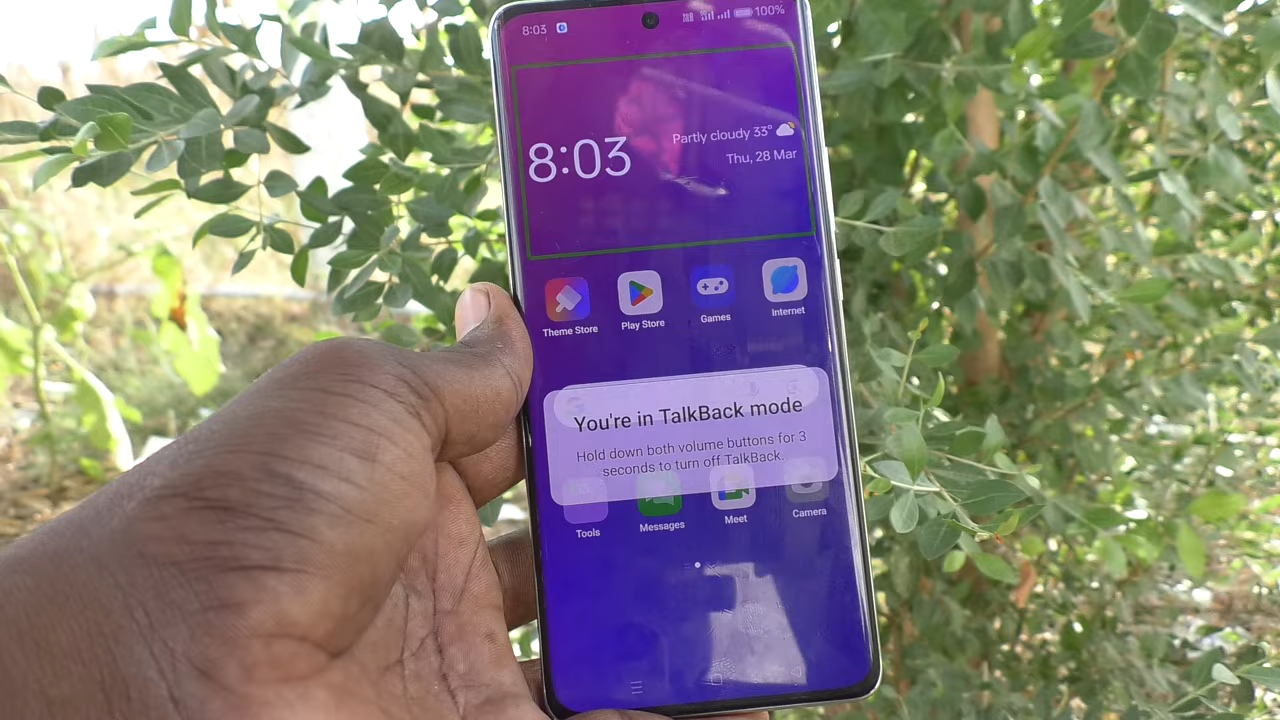 8:03
100%
8:03
Partly cloudy 33°
Thu, 28 Mar
Theme Store
Play Store
Games
Internet
You're in TalkBack mode
Hold down both volume buttons for 3
seconds to turn off TalkBack.
Tools
Messages
Meet
Camera